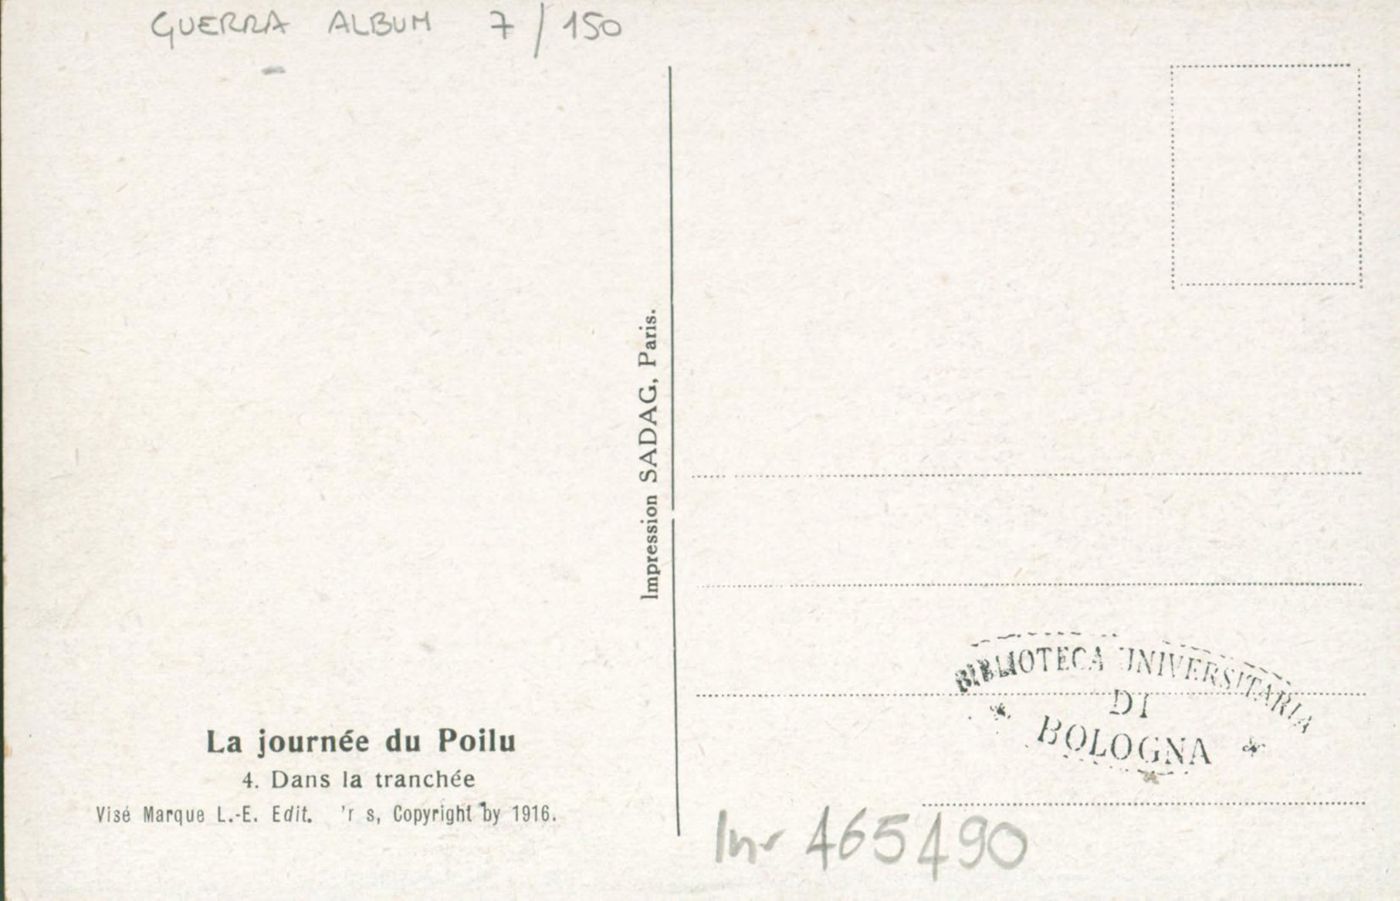 GUERRA ALBUM 7/150
Impression SADAG, Paris.
La journée du Poilu
4. Dans la tranchée
Visé Marque L.-E. Edit. 'r s, Copyright by 1916.
BIBLIOTECA UNIVERSITARIA
DI
BOLOGNA
Inv 465490